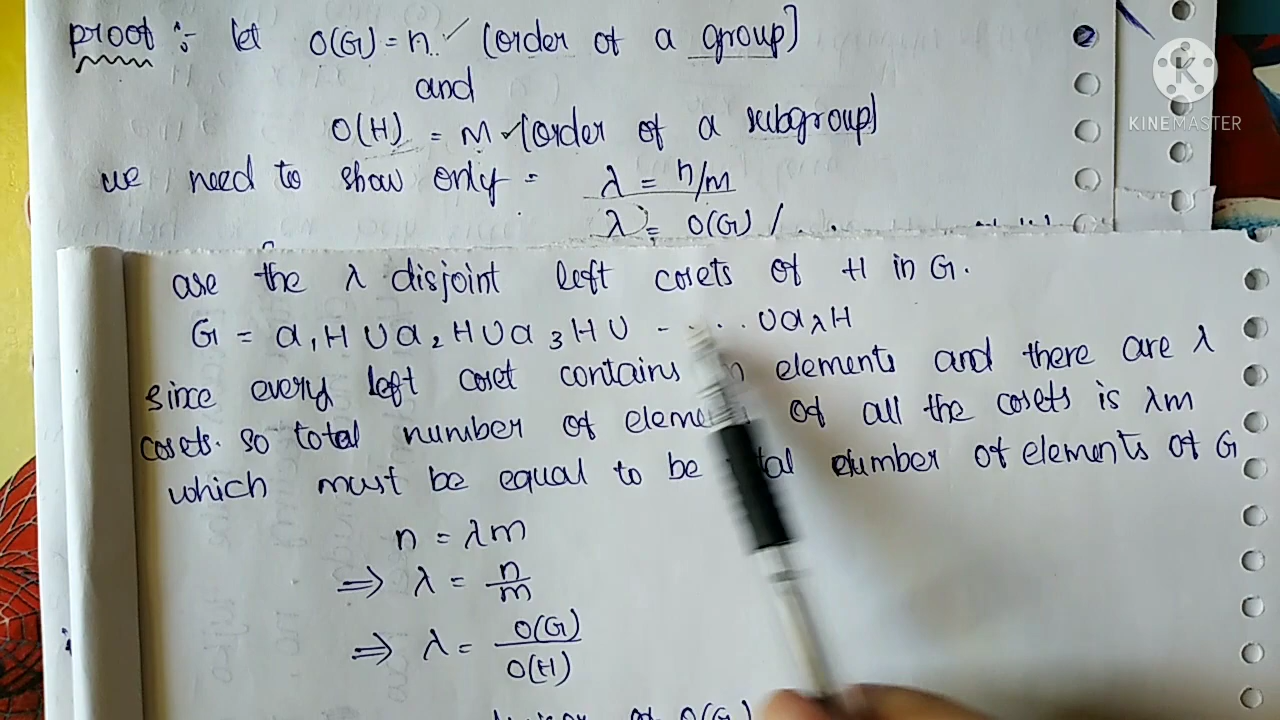 proof :- let O(G) = n (order of a group)
and
O(H) = m (order of a subgroup)
we need to show only = λ = n/m
λ = O(G) /
KINEMASTER
are the λ disjoint left cosets of H in G.
G = a₁H ∪ a₂H ∪ a₃H ∪ - . . . ∪ a λ H
since every left coset contains elements and there are λ
cosets. so total number of of all the cosets is λm
which must be equal to be number of elements of G
n = λm
⇒ λ = n/m
⇒ λ = O(G)/O(H)
of O(G)